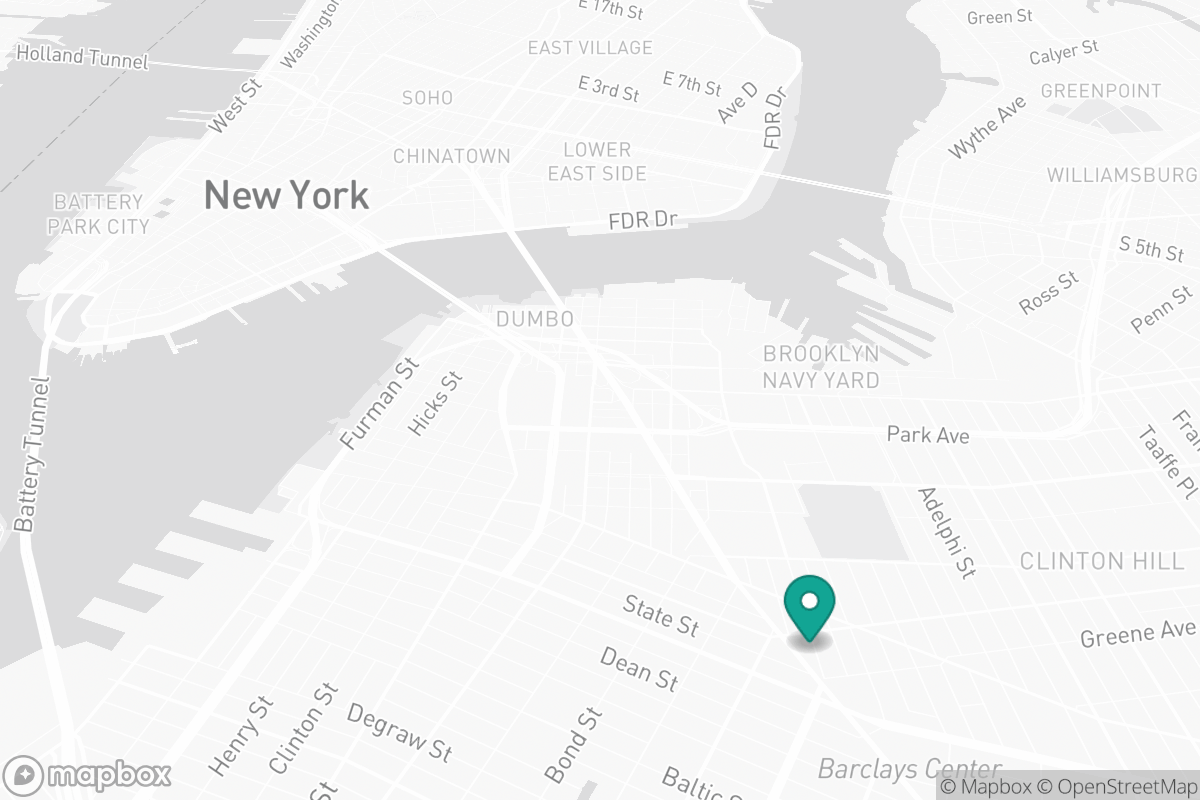 E 17th St
Green St
Washington
EAST VILLAGE
Calyer St
Holland Tunnel
E 7th St
E 3rd St
SOHO
West St
Ave D
FDR Dr
GREENPOINT
Wythe Ave
CHINATOWN
LOWER
EAST SIDE
WILLIAMSBURG
BATTERY
PARK CITY
New York
FDR Dr
S 5th St
Ross St
Penn St
DUMBO
BROOKLYN
NAVY YARD
Furman St
Hicks St
Battery Tunnel
Park Ave
Fran
Taaffe Pl
Adelphi St
CLINTON HILL
State St
Greene Ave
Dean St
Henry St
Clinton St
Degraw St
Bond St
St
Baltic S
Barclays Center
mapbox
© Mapbox © OpenStreetMap